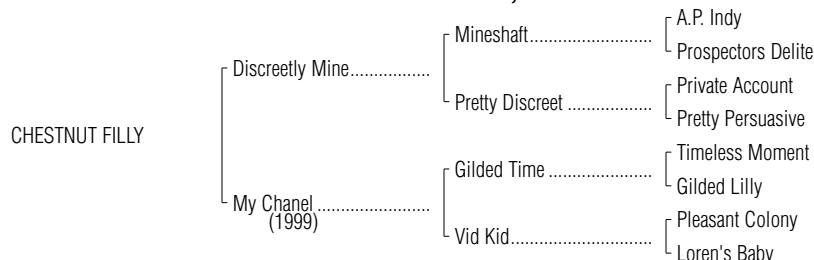 A.P. Indy
Mineshaft..............................
Prospectors Delite
Discreetly Mine...................
Private Account
Pretty Discreet ......................
Pretty Persuasive
CHESTNUT FILLY
Timeless Moment
Gilded Time ..........................
Gilded Lilly
My Chanel ..........................
(1999)
Pleasant Colony
Vid Kid...................................
Loren's Baby